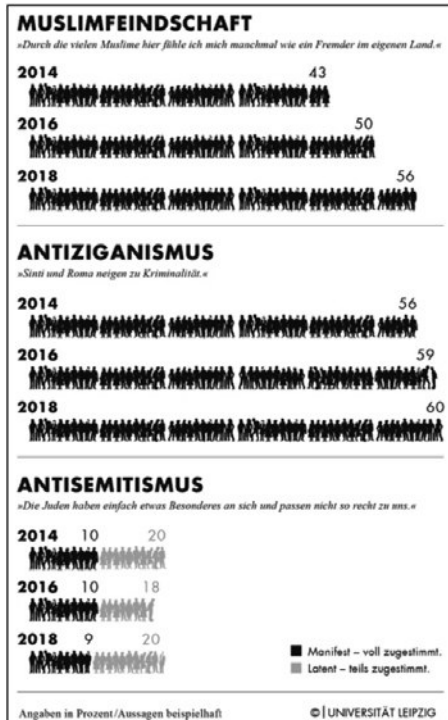 MUSLIMFEINDSCHAFT
»Durch die vielen Muslime hier fühle ich mich manchmal wie ein Fremder im eigenen Land.«
2014 43
2016 50
2018 56
ANTIZIGANISMUS
»Sinti und Roma neigen zu Kriminalität.«
2014 56
2016 59
2018 60
ANTISEMITISMUS
»Die Juden haben einfach etwas Besonderes an sich und passen nicht so recht zu uns.«
2014 10 20
2016 10 18
2018 9 20
Manifest – voll zugestimmt.
Latent – teils zugestimmt.
Angaben in Prozent/Aussagen beispielhaft © | UNIVERSITÄT LEIPZIG